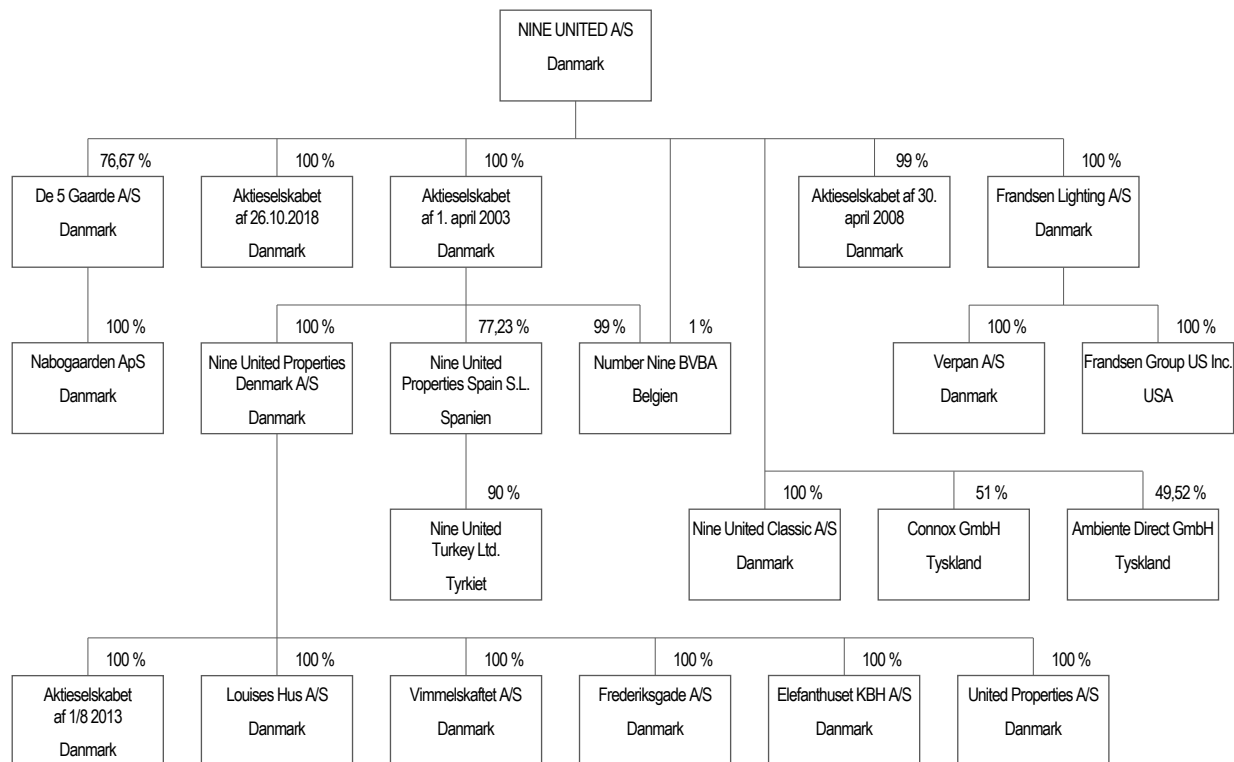 NINE UNITED A/S
Danmark
76,67 %
100 %
100 %
99 %
100 %
De 5 Gaarde A/S
Danmark
Aktieselskabet
af 26.10.2018
Danmark
Aktieselskabet
af 1. april 2003
Danmark
Aktieselskabet af 30.
april 2008
Danmark
Frandsen Lighting A/S
Danmark
100 %
100 %
77,23 %
99 %
1 %
100 %
100 %
Nabogaarden ApS
Danmark
Nine United Properties
Denmark A/S
Danmark
Nine United
Properties Spain S.L.
Spanien
Number Nine BVBA
Belgien
Verpan A/S
Danmark
Frandsen Group US Inc.
USA
90 %
100 %
51 %
49,52 %
Nine United
Turkey Ltd.
Tyrkiet
Nine United Classic A/S
Danmark
Connox GmbH
Tyskland
Ambiente Direct GmbH
Tyskland
100 %
100 %
100 %
100 %
100 %
100 %
Aktieselskabet
af 1/8 2013
Danmark
Louises Hus A/S
Danmark
Vimmelskaftet A/S
Danmark
Frederiksgade A/S
Danmark
Elefanthuset KBH A/S
Danmark
United Properties A/S
Danmark